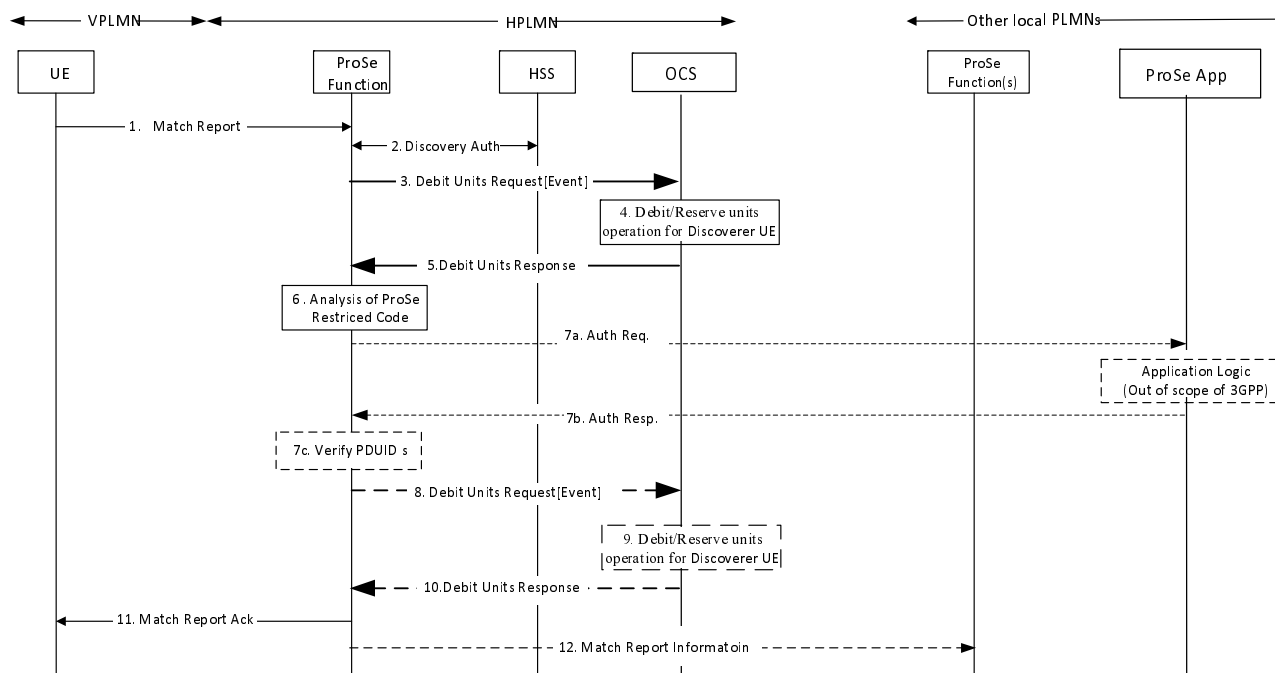 VPLMN
HPLMN
Other local PLMNs
UE
ProSe
Function
HSS
OCS
ProSe
Function(s)
ProSe App
1. Match Report
2. Discovery Auth
3. Debit Units Request[Event]
4. Debit/Reserve units
operation for Discoverer UE
5.Debit Units Response
6. Analysis of ProSe
Restriced Code
7a. Auth Req.
Application Logic
(Out of scope of 3GPP)
7b. Auth Resp.
7c. Verify PDUID s
8. Debit Units Request[Event]
9. Debit/Reserve units
operation for Discoverer UE
10.Debit Units Response
11. Match Report Ack
12. Match Report Informatoin